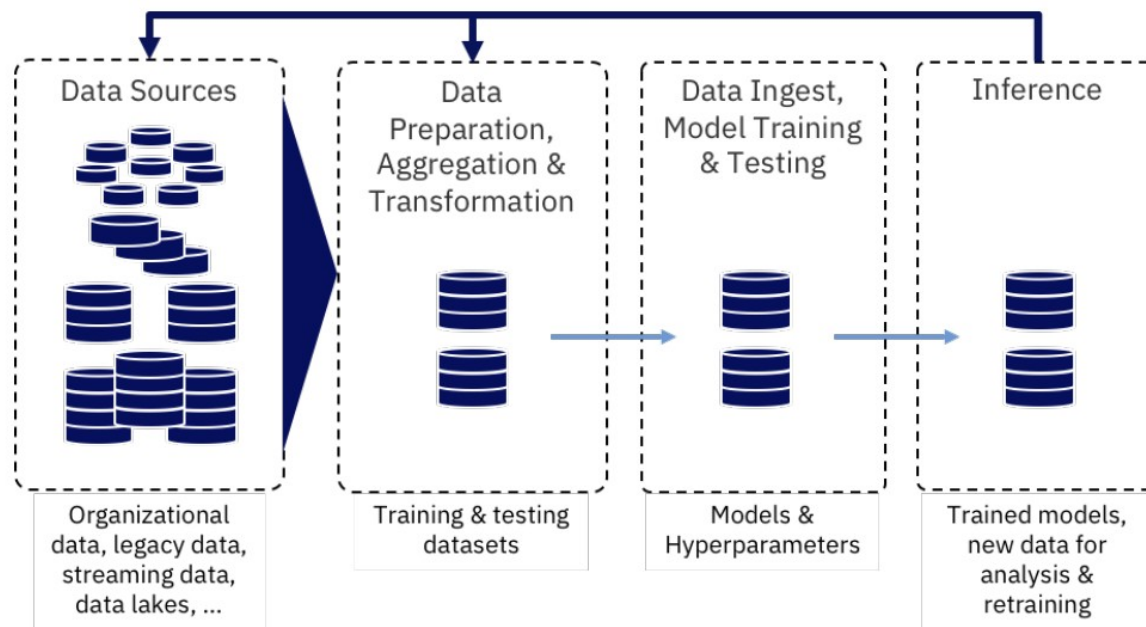 Data Sources
Data
Preparation,
Aggregation &
Transformation
Data Ingest,
Model Training
& Testing
Inference
Organizational
data, legacy data,
streaming data,
data lakes, ...
Training & testing
datasets
Models &
Hyperparameters
Trained models,
new data for
analysis &
retraining